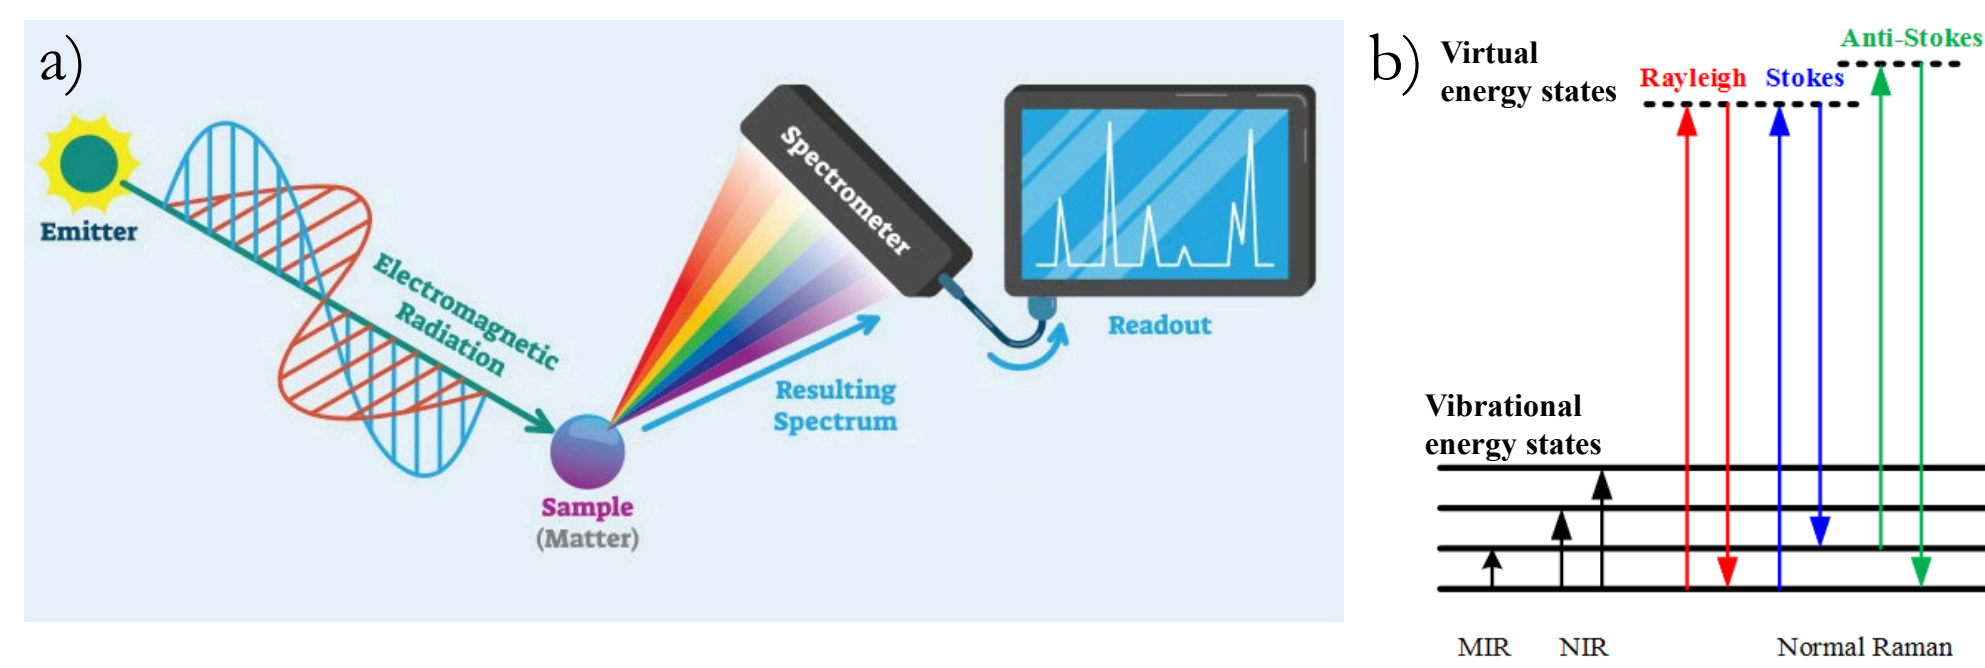 a)
Emitter
Electromagnetic
Radiation
Sample
(Matter)
Spectrometer
Resulting
Spectrum
Readout
b)
Virtual
energy states
Rayleigh
Stokes
Anti-Stokes
Vibrational
energy states
MIR
NIR
Normal Raman